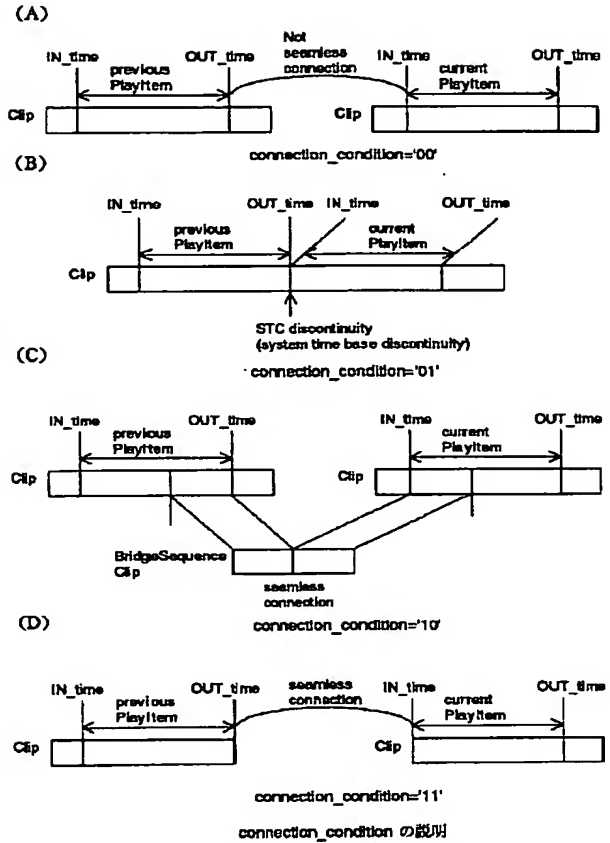 (A)
Not
seamless
connection
IN_time
OUT_time
IN_time
OUT_time
previous
PlayItem
current
PlayItem
Clip
Clip
connection_condition='00'
(B)
IN_time
OUT_time
IN_time
OUT_time
previous
PlayItem
current
PlayItem
Clip
STC discontinuity
(system time base discontinuity)
connection_condition='01'
(C)
IN_time
OUT_time
IN_time
OUT_time
previous
PlayItem
current
PlayItem
Clip
Clip
BridgeSequence
Clip
seamless
connection
connection_condition='10'
(D)
IN_time
OUT_time
seamless
connection
IN_time
OUT_time
previous
PlayItem
current
PlayItem
Clip
Clip
connection_condition='11'
connection_condition の説明